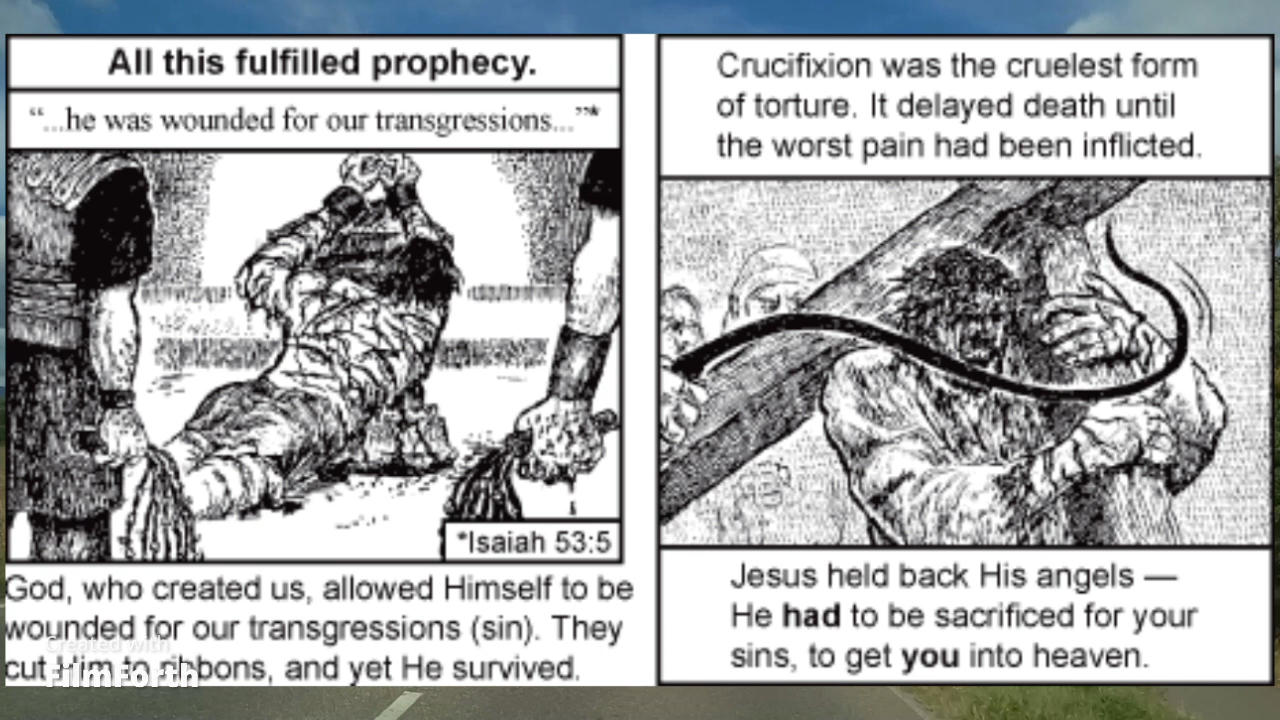 All this fulfilled prophecy.
“...he was wounded for our transgressions...”*
*Isaiah 53:5
God, who created us, allowed Himself to be
wounded for our transgressions (sin). They
cut Him to ribbons, and yet He survived.
Crucifixion was the cruelest form
of torture. It delayed death until
the worst pain had been inflicted.
Jesus held back His angels —
He had to be sacrificed for your
sins, to get you into heaven.
Created with
FilmForth